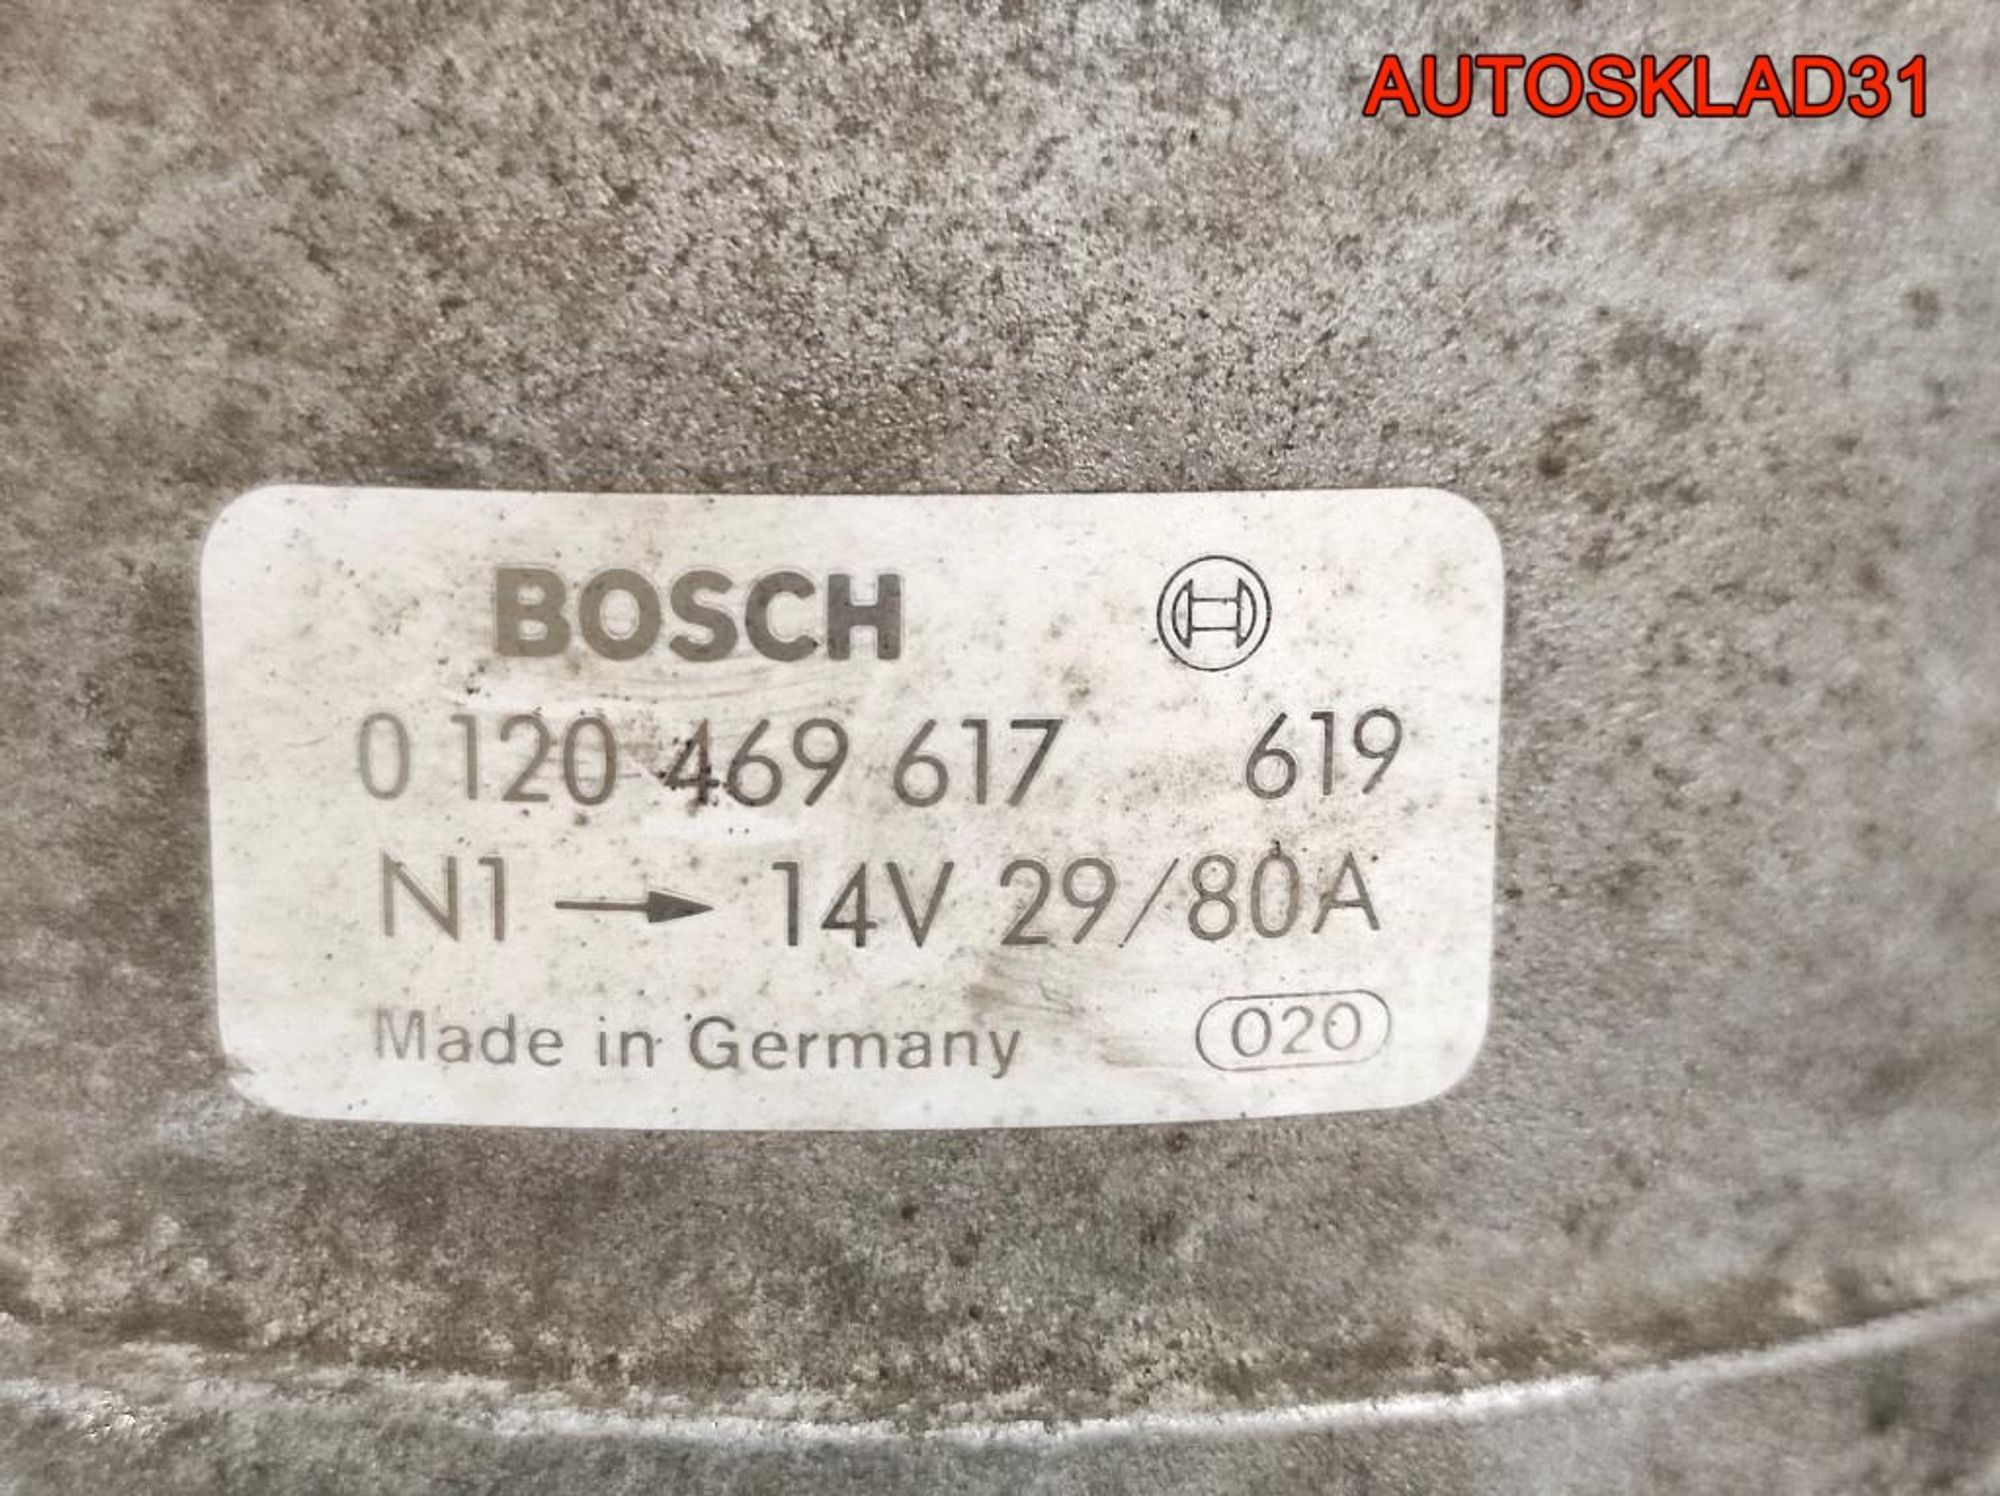 AUTOSKLAD31
BOSCH
0 120 469 617 619
N1 → 14V 29/80A
Made in Germany 020